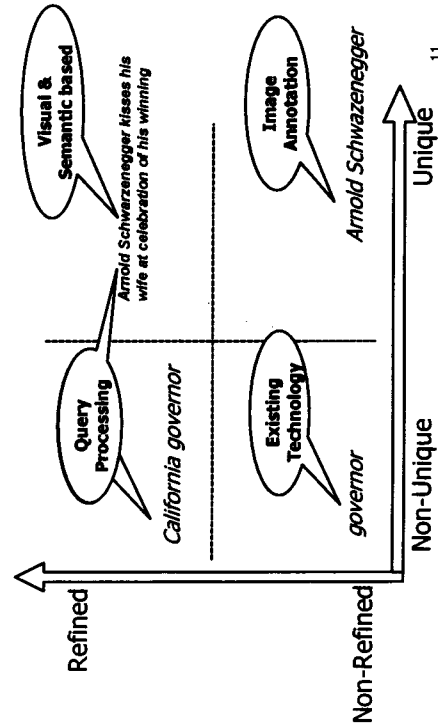 Refined
Query
Processing
Visual &
Semantic based
California governor
Arnold Schwarzenegger kisses his
wife at celebration of his winning
Existing
Technology
Image
Annotation
governor
Arnold Schwazenegger
Non-Refined
Non-Unique
Unique
11